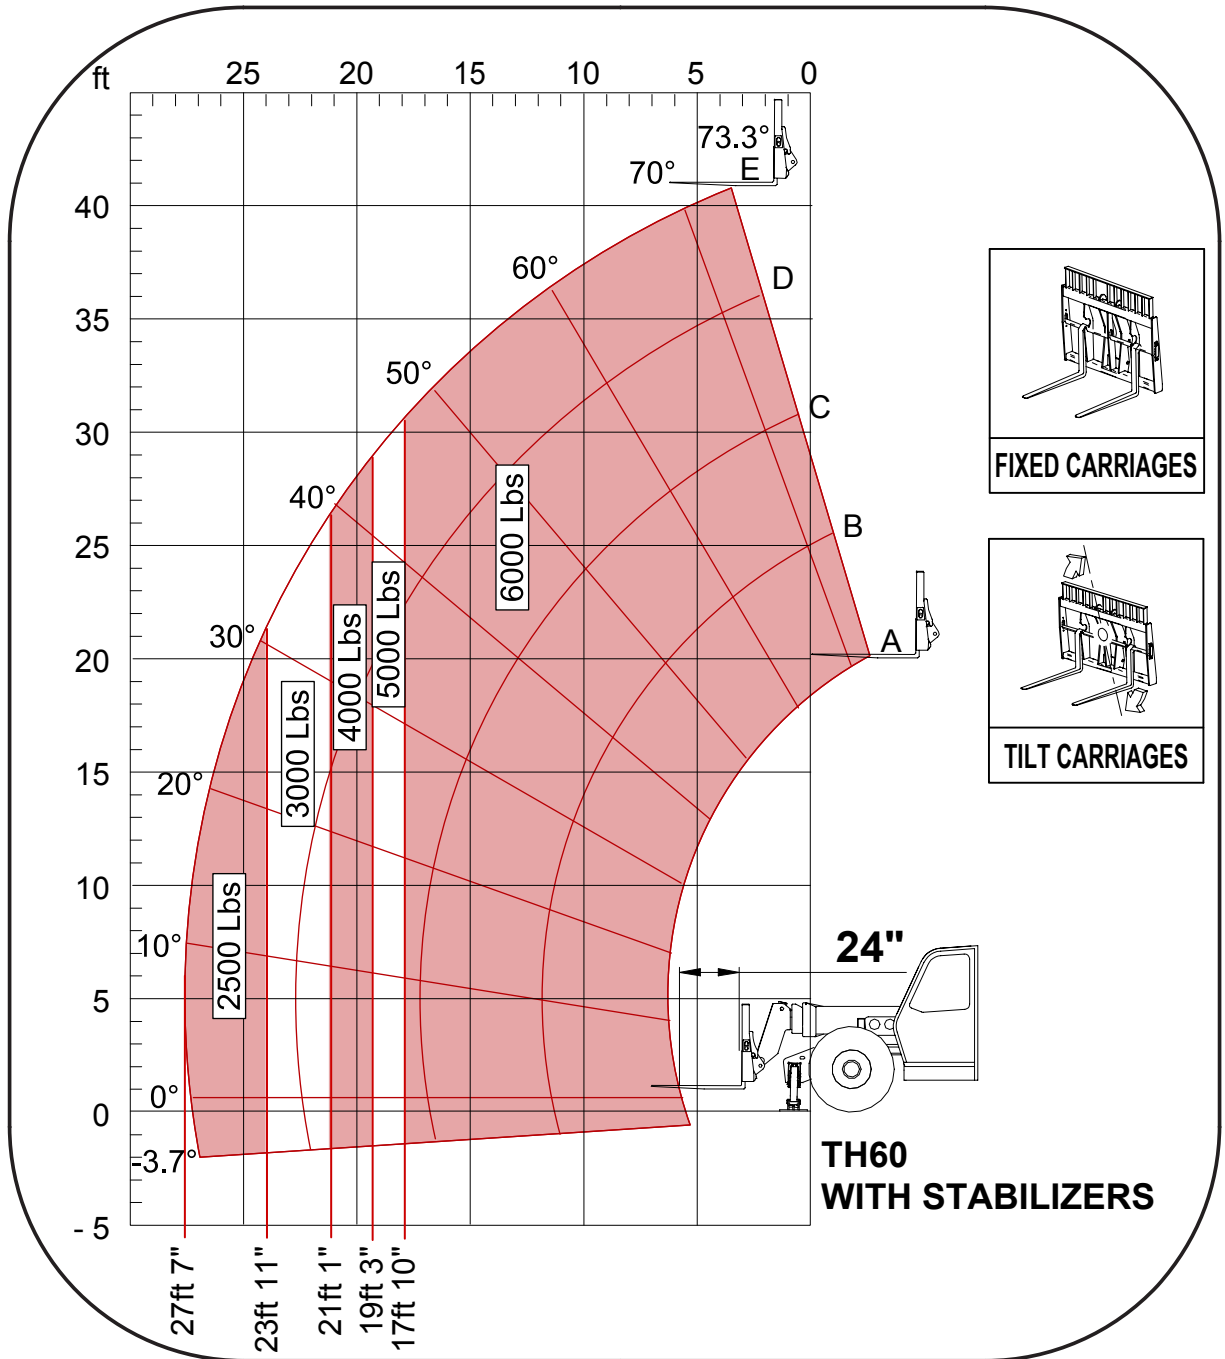 ft 25 20 15 10 5 0
73.3°
70° E
40
60° D
35
50°
C
30
FIXED CARRIAGES
40°
6000 Lbs
B
25
5000 Lbs
4000 Lbs
30°
A
20
3000 Lbs
TILT CARRIAGES
20°
15
10
2500 Lbs
10°
24"
5
0°
0
-3.7°
TH60
WITH STABILIZERS
- 5
27ft 7"
23ft 11"
21ft 1"
19ft 3"
17ft 10"